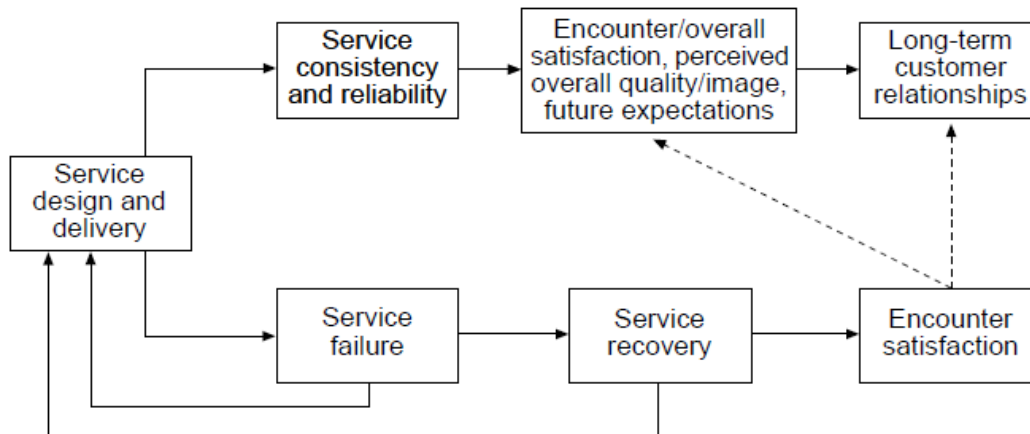 Service
consistency
and reliability
Encounter/overall
satisfaction, perceived
overall quality/image,
future expectations
Long-term
customer
relationships
Service
design and
delivery
Service
failure
Service
recovery
Encounter
satisfaction